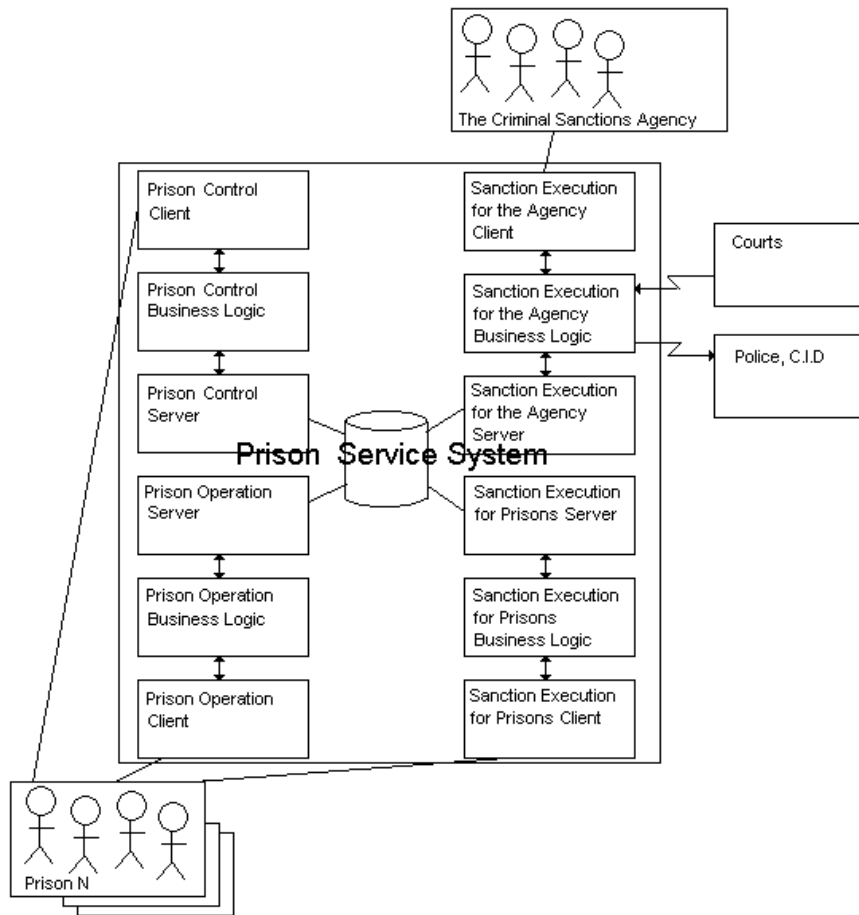 The Criminal Sanctions Agency
Prison Control
Client
Sanction Execution
for the Agency
Client
Courts
Prison Control
Business Logic
Sanction Execution
for the Agency
Business Logic
Police, C.I.D
Prison Control
Server
Sanction Execution
for the Agency
Server
Prison Service System
Prison Operation
Server
Sanction Execution
for Prisons Server
Prison Operation
Business Logic
Sanction Execution
for Prisons
Business Logic
Prison Operation
Client
Sanction Execution
for Prisons Client
Prison N